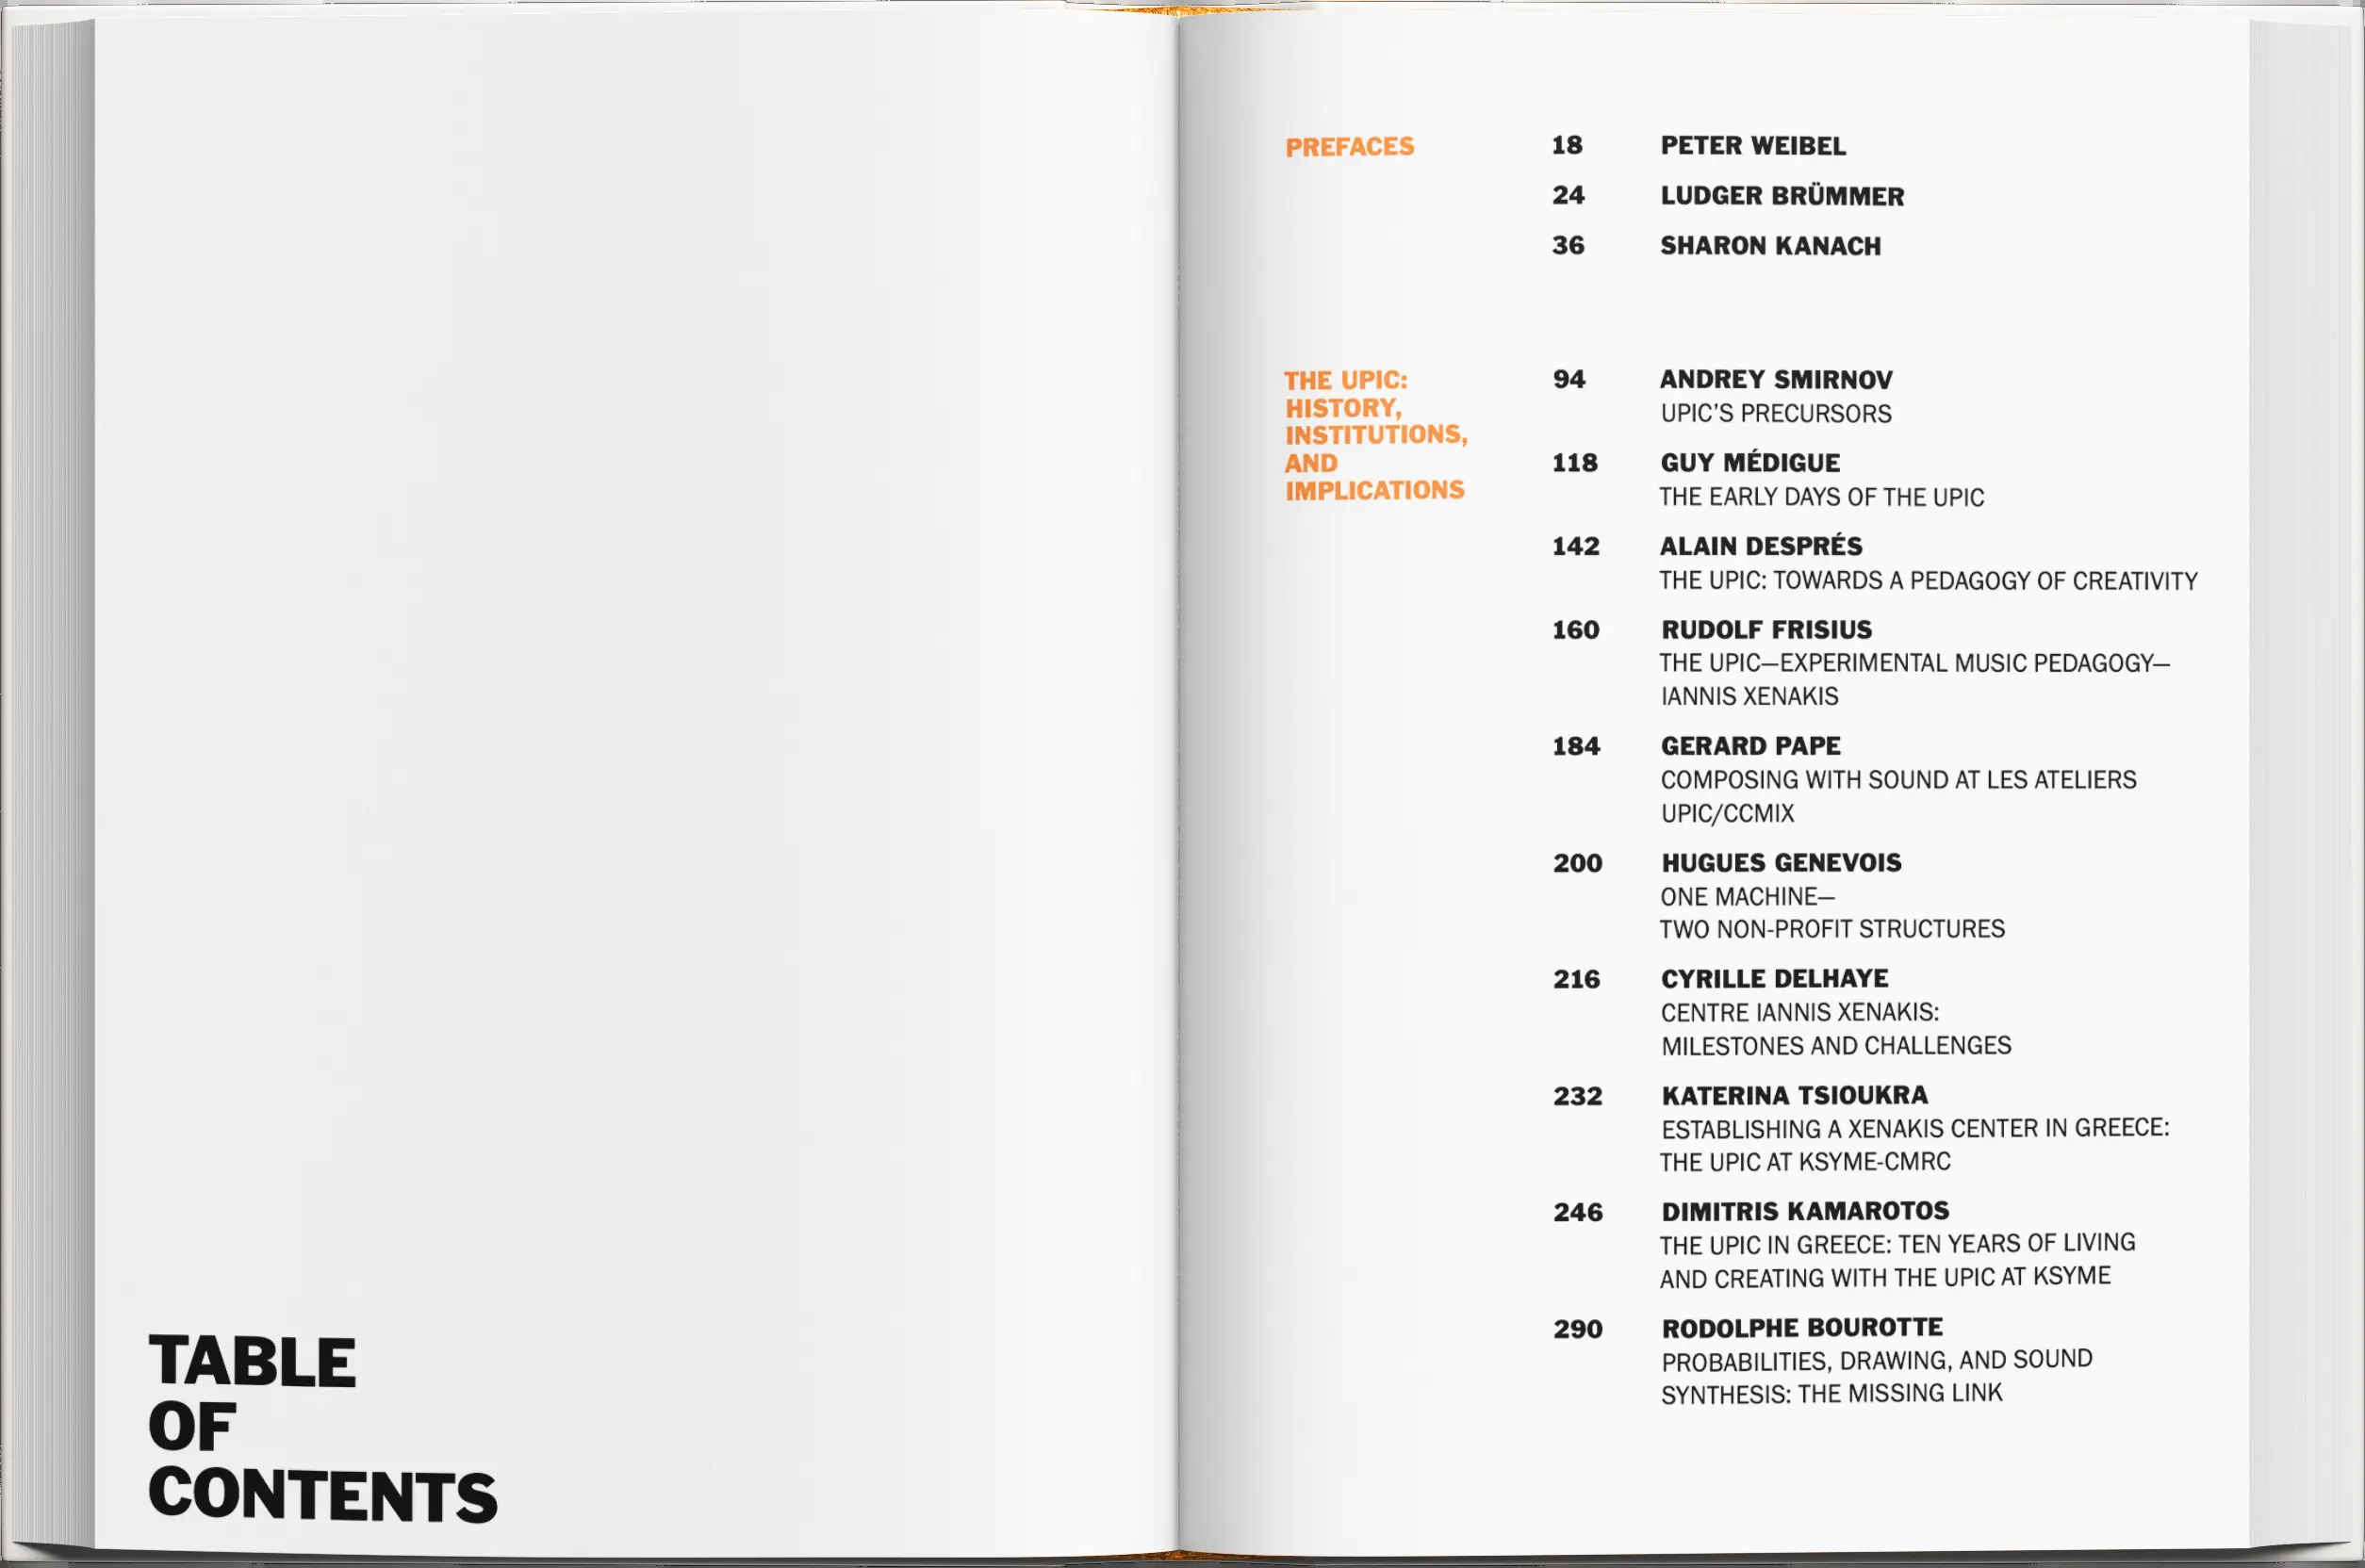 TABLE
OF
CONTENTS
PREFACES
18 PETER WEIBEL
24 LUDGER BRÜMMER
36 SHARON KANACH
THE UPIC:
HISTORY,
INSTITUTIONS,
AND
IMPLICATIONS
94 ANDREY SMIRNOV
UPIC’S PRECURSORS
118 GUY MÉDIGUE
THE EARLY DAYS OF THE UPIC
142 ALAIN DESPRÉS
THE UPIC: TOWARDS A PEDAGOGY OF CREATIVITY
160 RUDOLF FRISIUS
THE UPIC—EXPERIMENTAL MUSIC PEDAGOGY—
IANNIS XENAKIS
184 GERARD PAPE
COMPOSING WITH SOUND AT LES ATELIERS
UPIC/CCMIX
200 HUGUES GENEVOIS
ONE MACHINE—
TWO NON-PROFIT STRUCTURES
216 CYRILLE DELHAYE
CENTRE IANNIS XENAKIS:
MILESTONES AND CHALLENGES
232 KATERINA TSIOUKRA
ESTABLISHING A XENAKIS CENTER IN GREECE:
THE UPIC AT KSYME-CMRC
246 DIMITRIS KAMAROTOS
THE UPIC IN GREECE: TEN YEARS OF LIVING
AND CREATING WITH THE UPIC AT KSYME
290 RODOLPHE BOUROTTE
PROBABILITIES, DRAWING, AND SOUND
SYNTHESIS: THE MISSING LINK